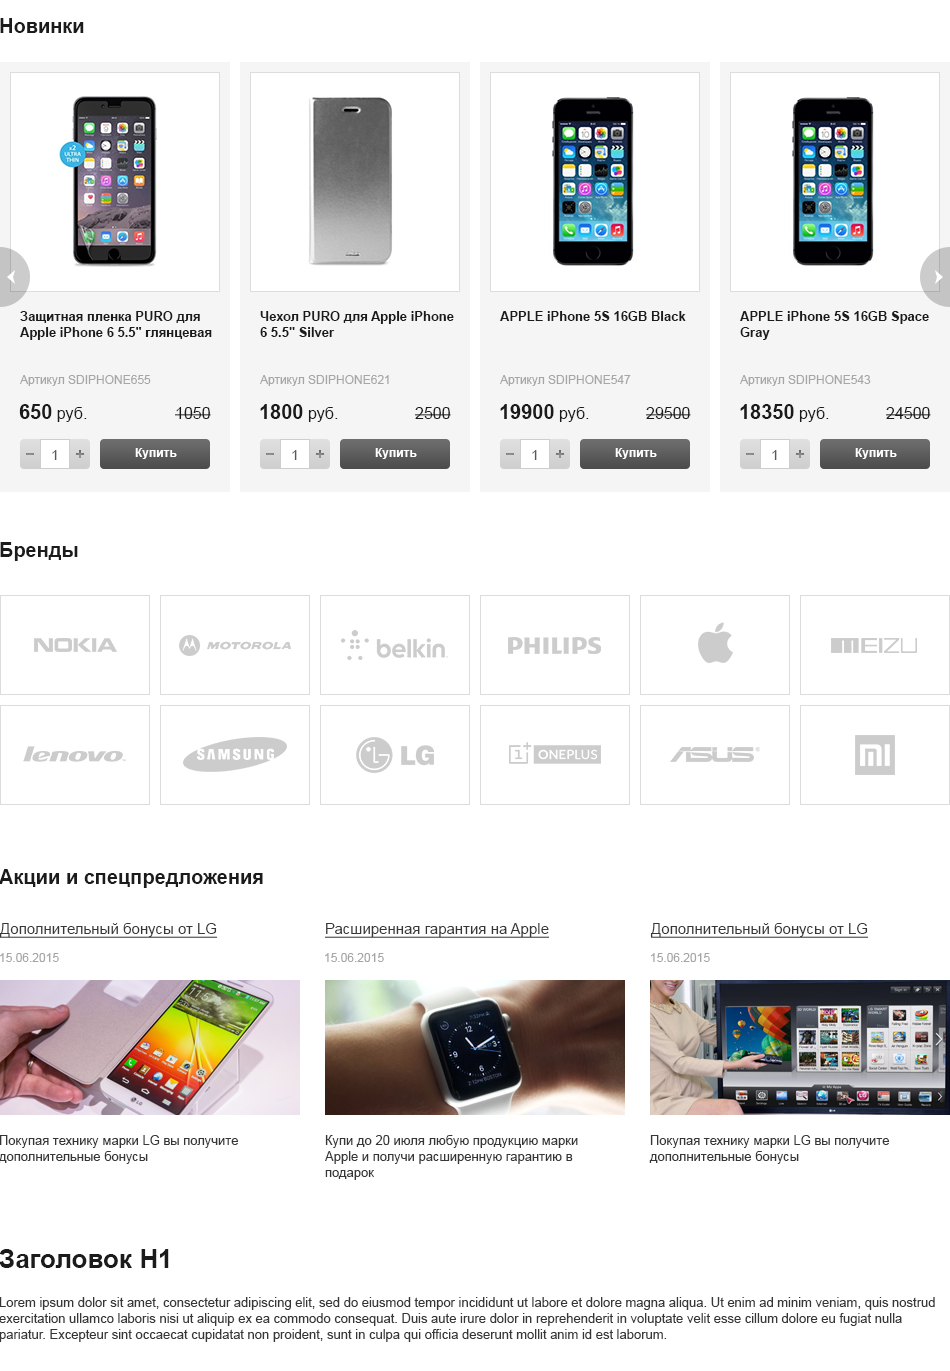 Новинки
x2
ULTRA
THIN
Защитная пленка PURO для
Apple iPhone 6 5.5" глянцевая
Артикул SDIPHONE655
650 руб. 1050
1 Купить
Чехол PURO для Apple iPhone
6 5.5" Silver
Артикул SDIPHONE621
1800 руб. 2500
1 Купить
APPLE iPhone 5S 16GB Black
Артикул SDIPHONE547
19900 руб. 29500
1 Купить
APPLE iPhone 5S 16GB Space
Gray
Артикул SDIPHONE543
18350 руб. 24500
1 Купить
Бренды
NOKIA
MOTOROLA
belkin
PHILIPS
MEIZU
lenovo
SAMSUNG
LG
1+ ONEPLUS
ASUS
MI
Акции и спецпредложения
Дополнительный бонусы от LG
15.06.2015
Покупая технику марки LG вы получите
дополнительные бонусы
Расширенная гарантия на Apple
15.06.2015
Купи до 20 июля любую продукцию марки
Apple и получи расширенную гарантию в
подарок
Дополнительный бонусы от LG
15.06.2015
Покупая технику марки LG вы получите
дополнительные бонусы
Заголовок H1
Lorem ipsum dolor sit amet, consectetur adipiscing elit, sed do eiusmod tempor incididunt ut labore et dolore magna aliqua. Ut enim ad minim veniam, quis nostrud
exercitation ullamco laboris nisi ut aliquip ex ea commodo consequat. Duis aute irure dolor in reprehenderit in voluptate velit esse cillum dolore eu fugiat nulla
pariatur. Excepteur sint occaecat cupidatat non proident, sunt in culpa qui officia deserunt mollit anim id est laborum.